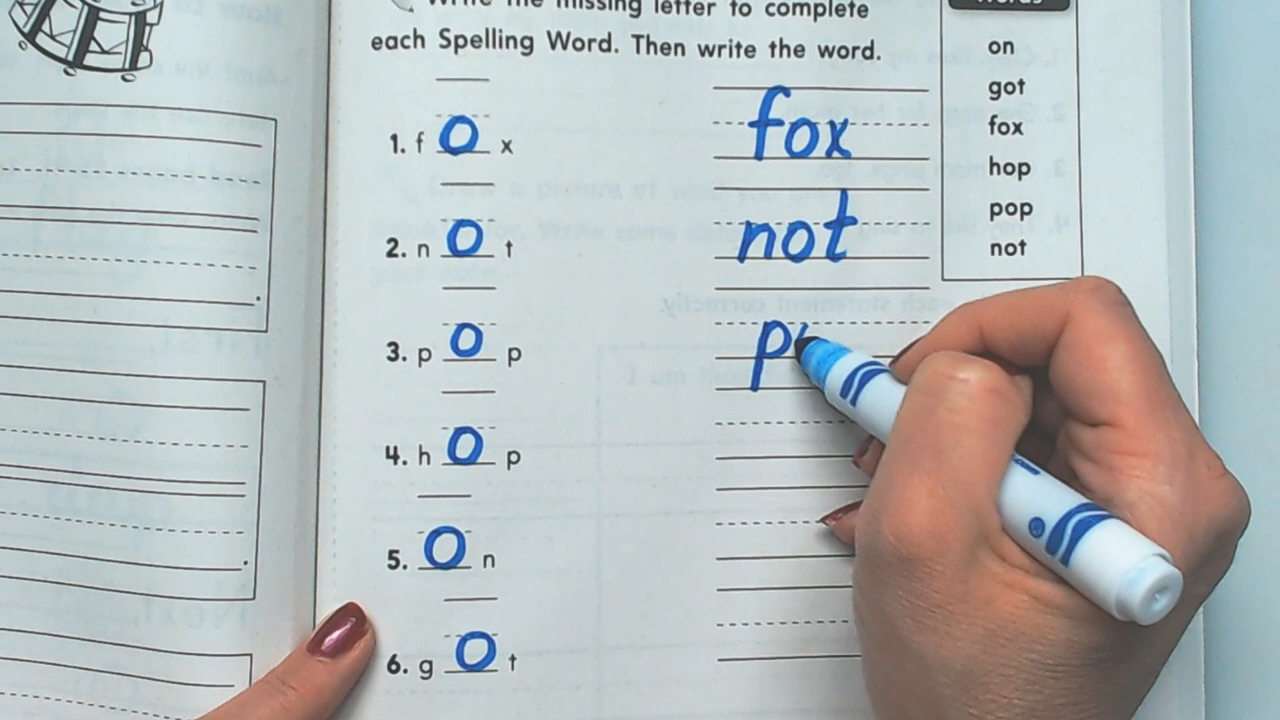 Write the missing letter to complete
each Spelling Word. Then write the word.
1. f o x fox
2. n o t not
3. p o p p
4. h o p
5. o n
6. g o t
Words
on
got
fox
hop
pop
not